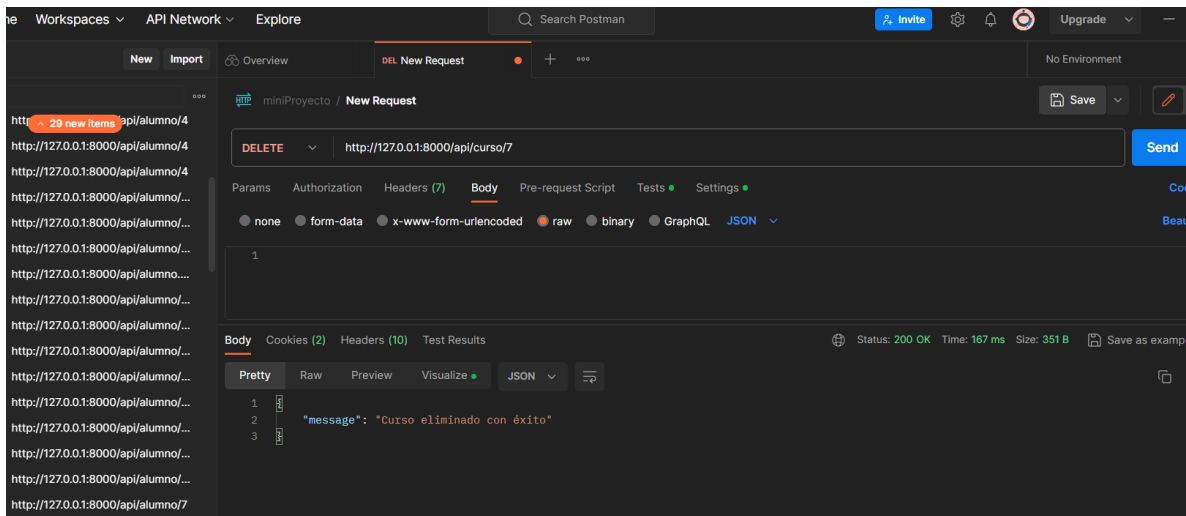 ne Workspaces API Network Explore Search Postman Invite Upgrade
New Import Overview DEL New Request No Environment
miniProyecto / New Request Save
29 new items
http api/alumno/4
http://127.0.0.1:8000/api/alumno/4
http://127.0.0.1:8000/api/alumno/4
http://127.0.0.1:8000/api/alumno/...
http://127.0.0.1:8000/api/alumno/...
http://127.0.0.1:8000/api/alumno/...
http://127.0.0.1:8000/api/alumno....
http://127.0.0.1:8000/api/alumno/...
http://127.0.0.1:8000/api/alumno/...
http://127.0.0.1:8000/api/alumno/...
http://127.0.0.1:8000/api/alumno/...
http://127.0.0.1:8000/api/alumno/...
http://127.0.0.1:8000/api/alumno/...
http://127.0.0.1:8000/api/alumno/...
http://127.0.0.1:8000/api/alumno/...
http://127.0.0.1:8000/api/alumno/7
DELETE http://127.0.0.1:8000/api/curso/7 Send
Params Authorization Headers (7) Body Pre-request Script Tests Settings Coo
none form-data x-www-form-urlencoded raw binary GraphQL JSON Beau
1
Body Cookies (2) Headers (10) Test Results Status: 200 OK Time: 167 ms Size: 351 B Save as examp
Pretty Raw Preview Visualize JSON
1 {
2 "message": "Curso eliminado con éxito"
3 }